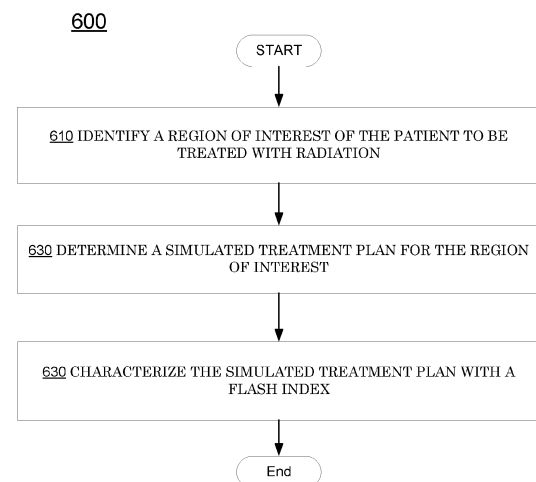 600
START
610 IDENTIFY A REGION OF INTEREST OF THE PATIENT TO BE
TREATED WITH RADIATION
630 DETERMINE A SIMULATED TREATMENT PLAN FOR THE REGION
OF INTEREST
630 CHARACTERIZE THE SIMULATED TREATMENT PLAN WITH A
FLASH INDEX
End